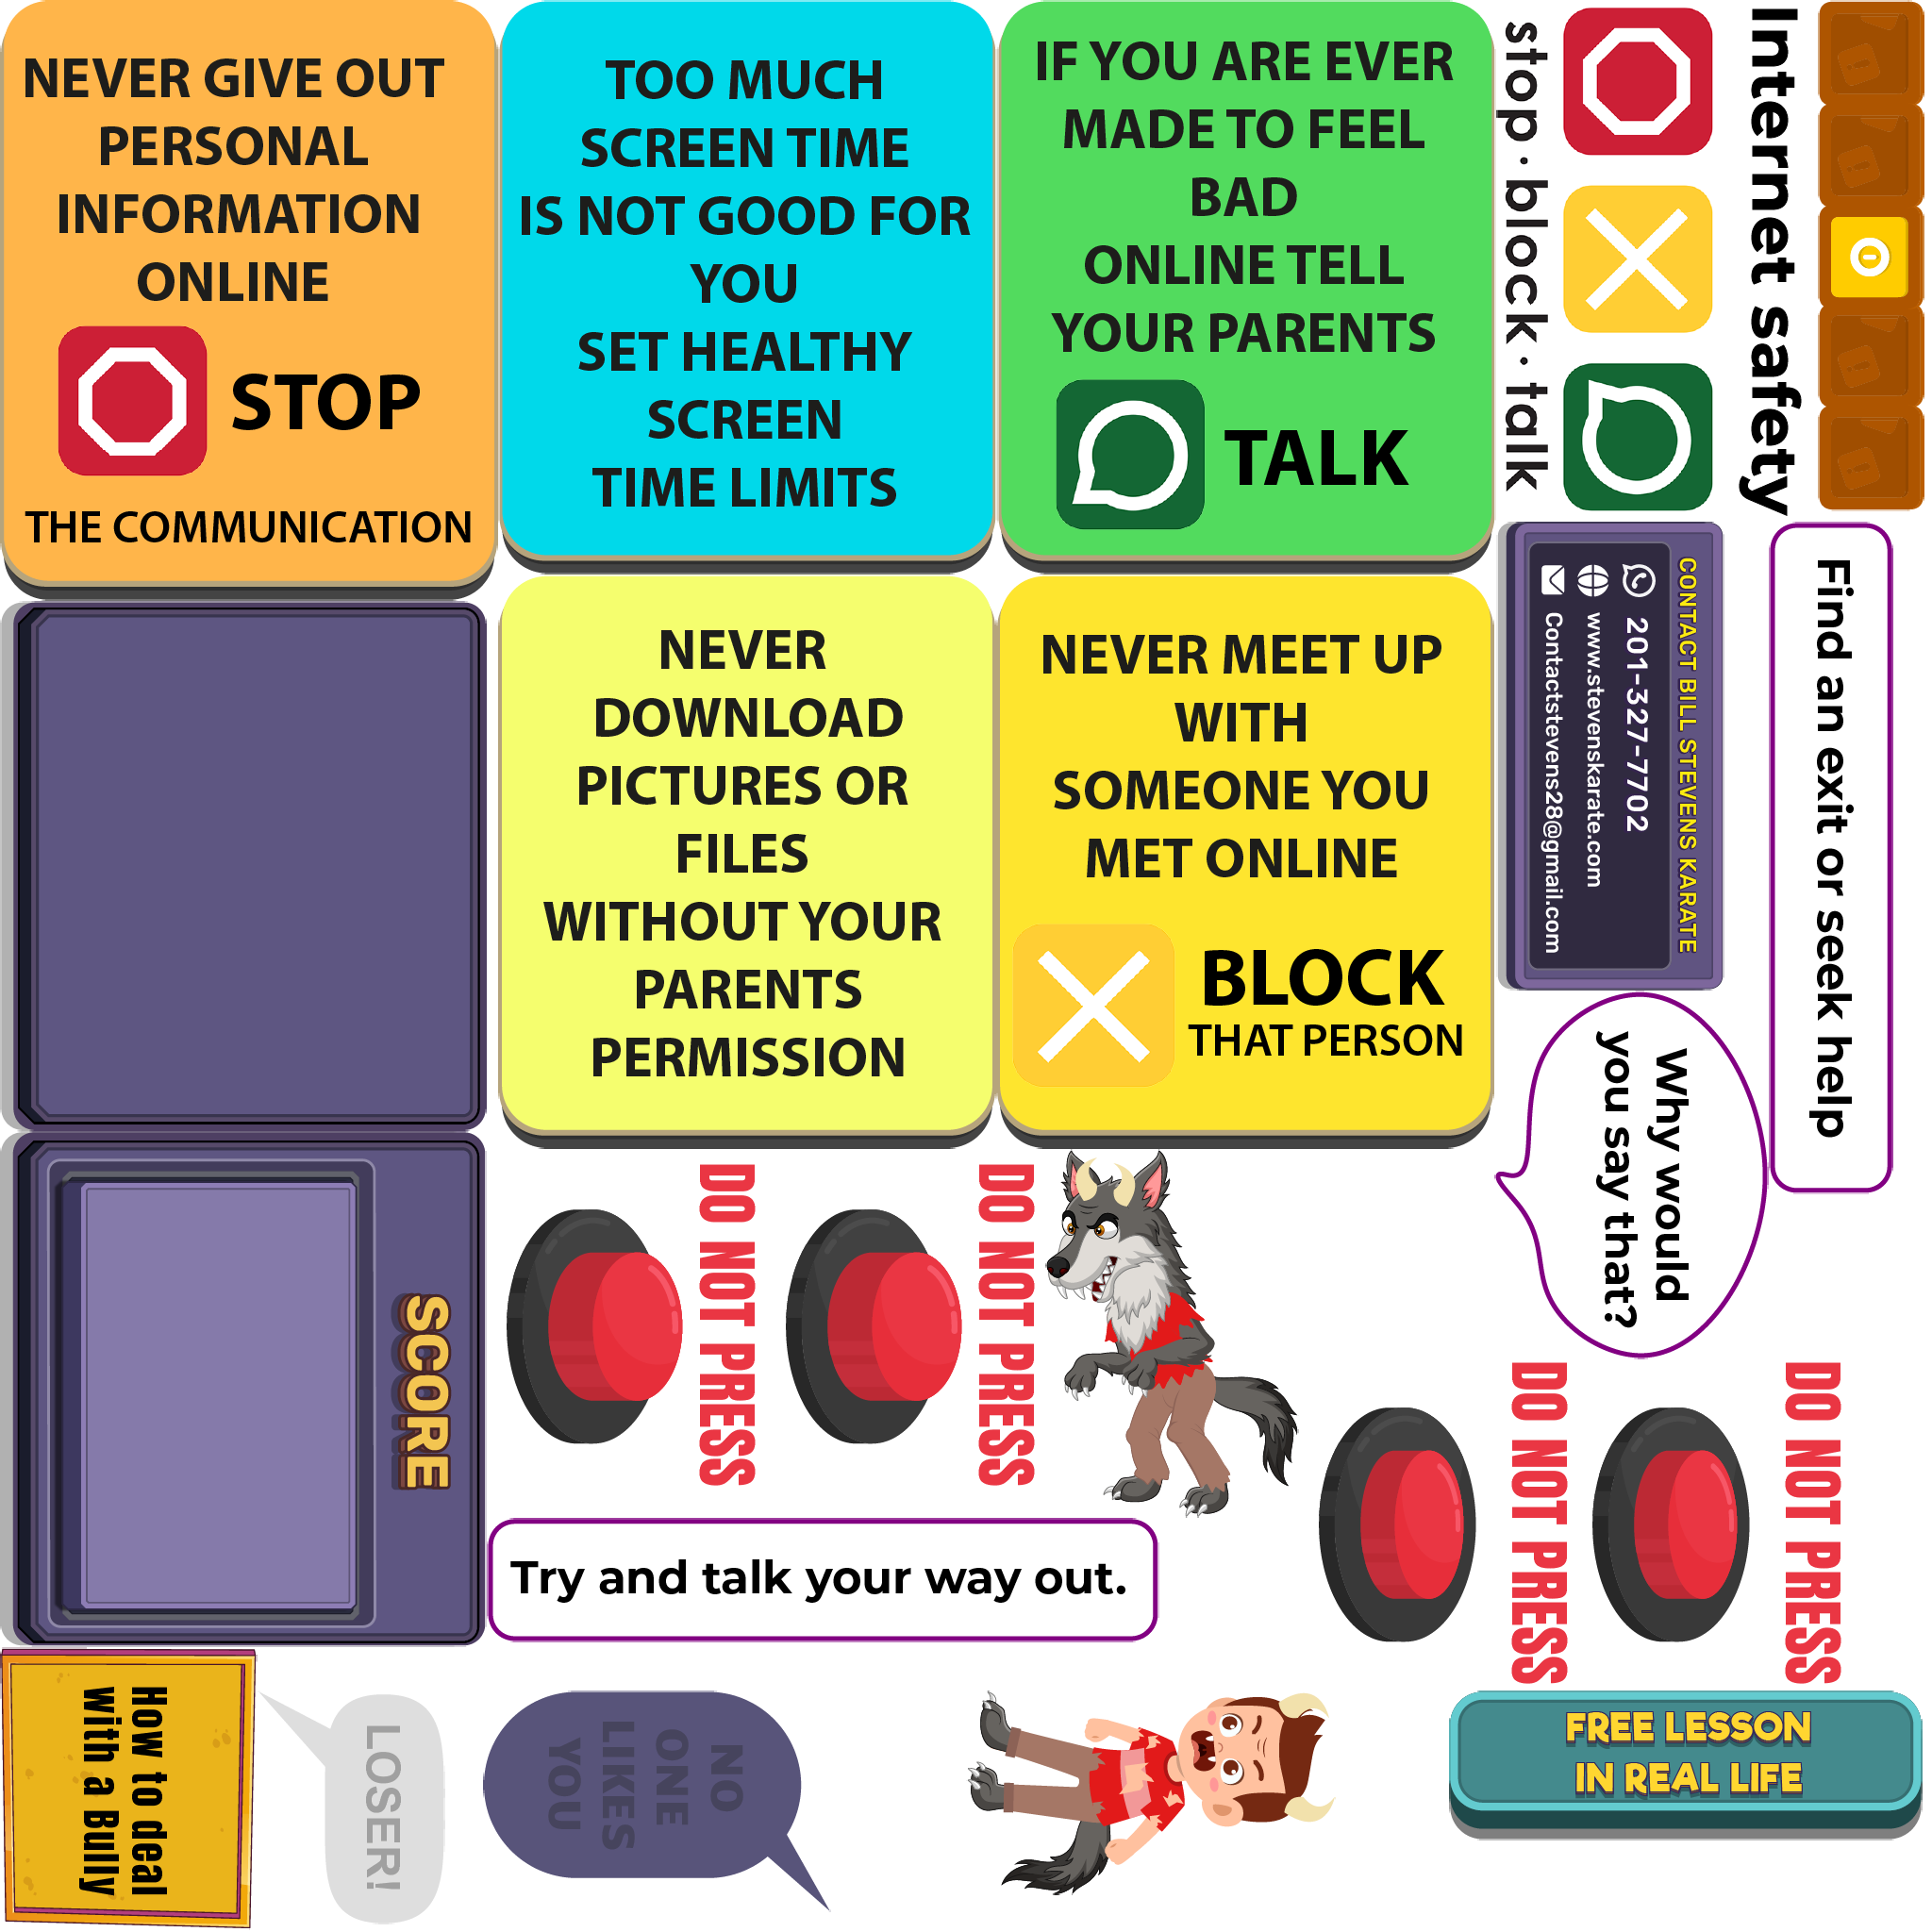 NEVER GIVE OUT
PERSONAL
INFORMATION
ONLINE
STOP
THE COMMUNICATION
TOO MUCH
SCREEN TIME
IS NOT GOOD FOR
YOU
SET HEALTHY
SCREEN
TIME LIMITS
IF YOU ARE EVER
MADE TO FEEL
BAD
ONLINE TELL
YOUR PARENTS
TALK
Internet safety
stop·block·talk
NEVER
DOWNLOAD
PICTURES OR
FILES
WITHOUT YOUR
PARENTS
PERMISSION
NEVER MEET UP
WITH
SOMEONE YOU
MET ONLINE
BLOCK
THAT PERSON
CONTACT BILL STEVENS KARATE
201-327-7702
www.stevenskarate.com
Contactstevens28@gmail.com
Find an exit or seek help
Why would
you say that?
SCORE
DO NOT PRESS
DO NOT PRESS
DO NOT PRESS
DO NOT PRESS
Try and talk your way out.
How to deal
with a Bully
LOSER!
NO
ONE
LIKES
YOU
FREE LESSON
IN REAL LIFE